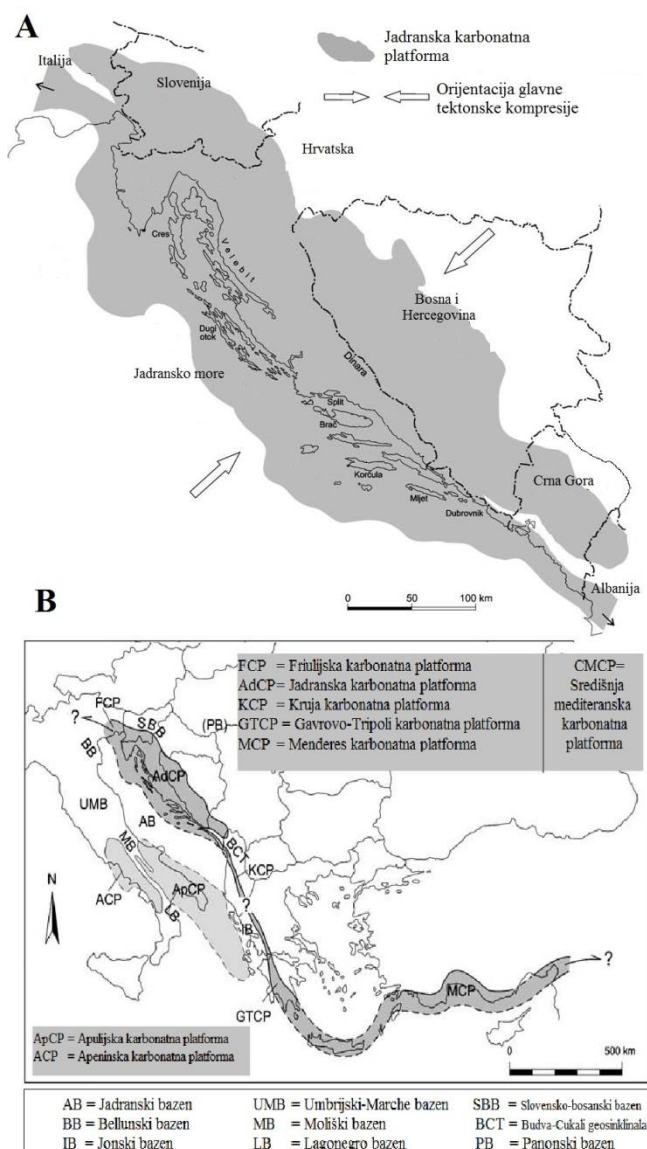 A
Italija
Slovenija
Jadranska karbonatna
platforma
Orijentacija glavne
tektonske kompresije
Hrvatska
Cres
Velebit
Bosna i
Hercegovina
Dugi
otok
Jadransko more
Dinara
Split
Brač
Korčula
Mljet
Dubrovnik
Crna Gora
Albanija
0 50 100 km
B
FCP = Friulijska karbonatna platforma
AdCP = Jadranska karbonatna platforma
KCP = Kruja karbonatna platforma
GTCP = Gavrovo-Tripoli karbonatna platforma
MCP = Menderes karbonatna platforma
CMCP=
Središnja
mediteranska
karbonatna
platforma
FCP
?
SBB
(PB)
BB
AdCP
UMB
AB
BCT
MB
KCP
ApCP
N
ACP
LB
?
IB
?
GTCP
MCP
ApCP = Apulijska karbonatna platforma
ACP = Apeninska karbonatna platforma
0 500 km
AB = Jadranski bazen
UMB = Umbrijski-Marche bazen
SBB = Slovensko-bosanski bazen
BB = Bellunski bazen
MB = Moliški bazen
BCT = Budva-Cukali geosinklinala
IB = Jonski bazen
LB = Lagonegro bazen
PB = Panonski bazen